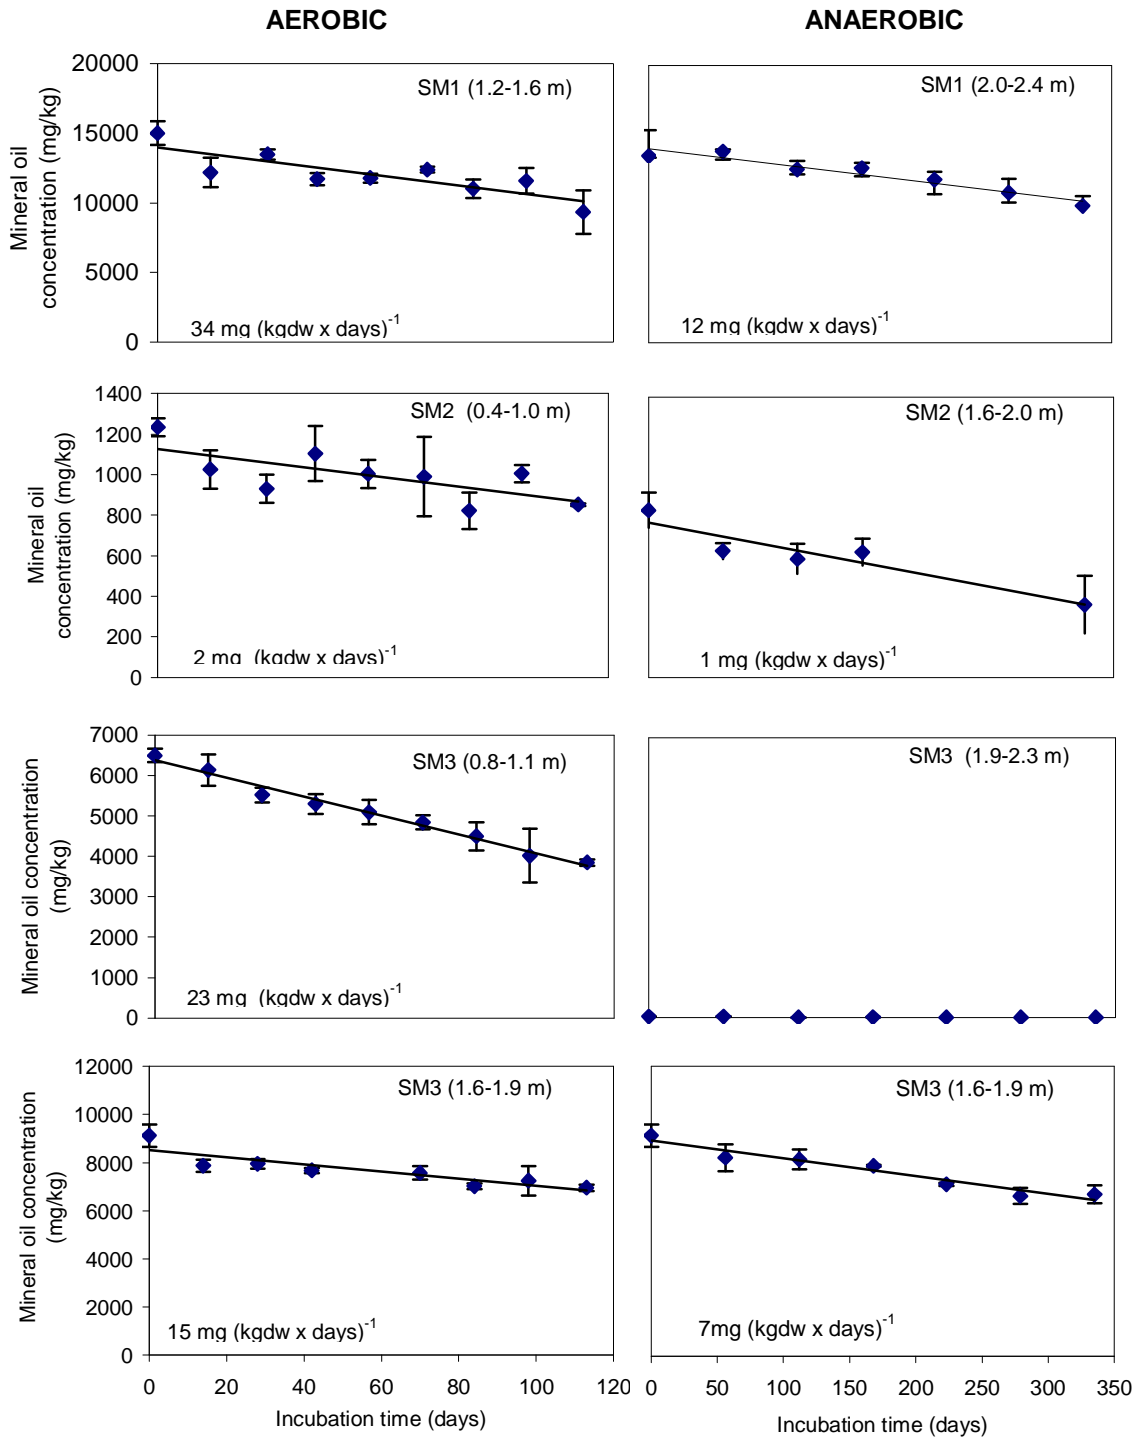 AEROBIC
ANAEROBIC
Mineral oil
concentration (mg/kg)
20000
15000
10000
5000
0
SM1 (1.2-1.6 m)
34 mg (kgdw x days)-1
SM1 (2.0-2.4 m)
12 mg (kgdw x days)-1
Mineral oil
concentration (mg/kg)
1400
1200
1000
800
600
400
200
0
SM2 (0.4-1.0 m)
2 mg (kgdw x days)-1
SM2 (1.6-2.0 m)
1 mg (kgdw x days)-1
Mineral oil concentration
(mg/kg)
7000
6000
5000
4000
3000
2000
1000
0
SM3 (0.8-1.1 m)
23 mg (kgdw x days)-1
SM3 (1.9-2.3 m)
Mineral oil concentration
(mg/kg)
12000
10000
8000
6000
4000
2000
0
SM3 (1.6-1.9 m)
15 mg (kgdw x days)-1
0 20 40 60 80 100 120
Incubation time (days)
SM3 (1.6-1.9 m)
7mg (kgdw x days)-1
0 50 100 150 200 250 300 350
Incubation time (days)